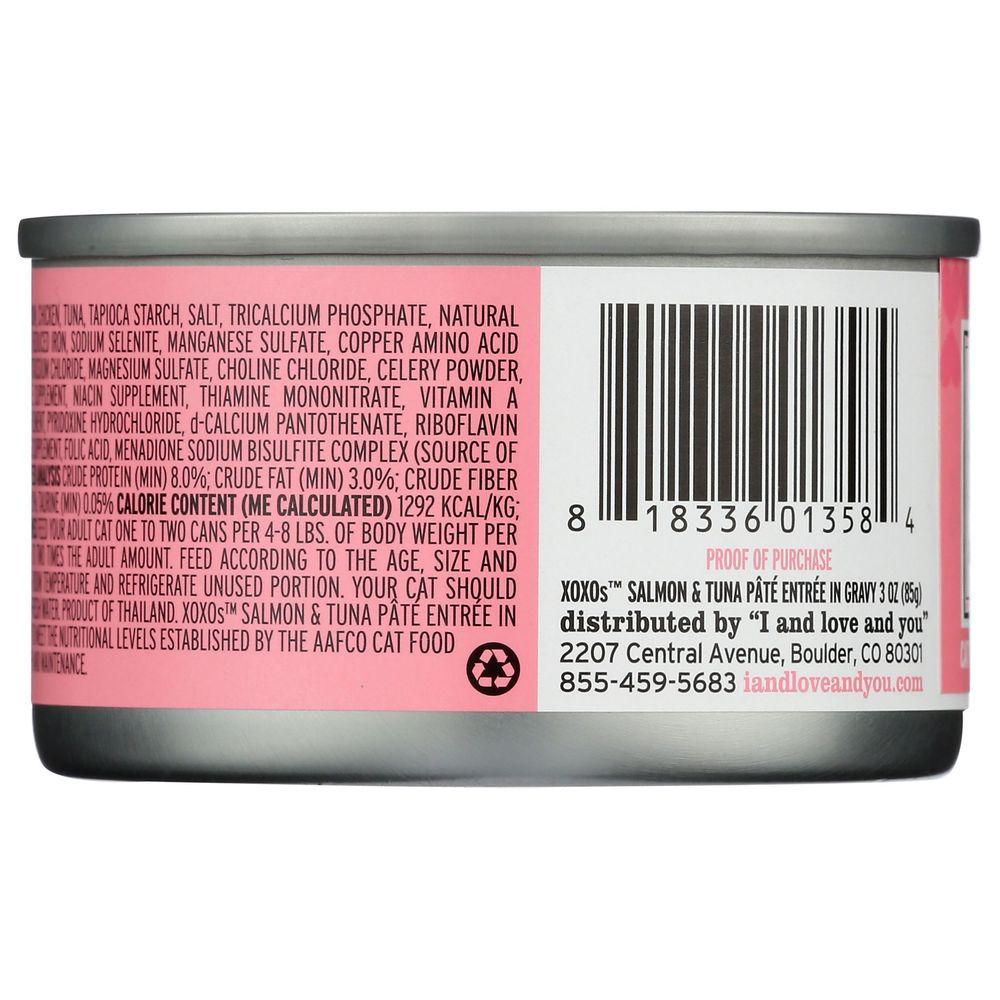 CHICKEN, TUNA, TAPIOCA STARCH, SALT, TRICALCIUM PHOSPHATE, NATURAL
IRON, SODIUM SELENITE, MANGANESE SULFATE, COPPER AMINO ACID
CHLORIDE, MAGNESIUM SULFATE, CHOLINE CHLORIDE, CELERY POWDER,
SUPPLEMENT, NIACIN SUPPLEMENT, THIAMINE MONONITRATE, VITAMIN A
PYRIDOXINE HYDROCHLORIDE, d-CALCIUM PANTOTHENATE, RIBOFLAVIN
FOLIC ACID, MENADIONE SODIUM BISULFITE COMPLEX (SOURCE OF
ANALYSIS CRUDE PROTEIN (MIN) 8.0%; CRUDE FAT (MIN) 3.0%; CRUDE FIBER
TAURINE (MIN) 0.05% CALORIE CONTENT (ME CALCULATED) 1292 KCAL/KG;
FEED YOUR ADULT CAT ONE TO TWO CANS PER 4-8 LBS. OF BODY WEIGHT PER
TWO TIMES THE ADULT AMOUNT. FEED ACCORDING TO THE AGE, SIZE AND
TEMPERATURE AND REFRIGERATE UNUSED PORTION. YOUR CAT SHOULD
WATER. PRODUCT OF THAILAND. XOXOs™ SALMON & TUNA PÂTÉ ENTRÉE IN
MEET THE NUTRITIONAL LEVELS ESTABLISHED BY THE AAFCO CAT FOOD
MAINTENANCE.
8 18336 01358 4
PROOF OF PURCHASE
XOXOs™ SALMON & TUNA PÂTÉ ENTRÉE IN GRAVY 3 OZ (85g)
distributed by "I and love and you"
2207 Central Avenue, Boulder, CO 80301
855-459-5683 iandloveandyou.com